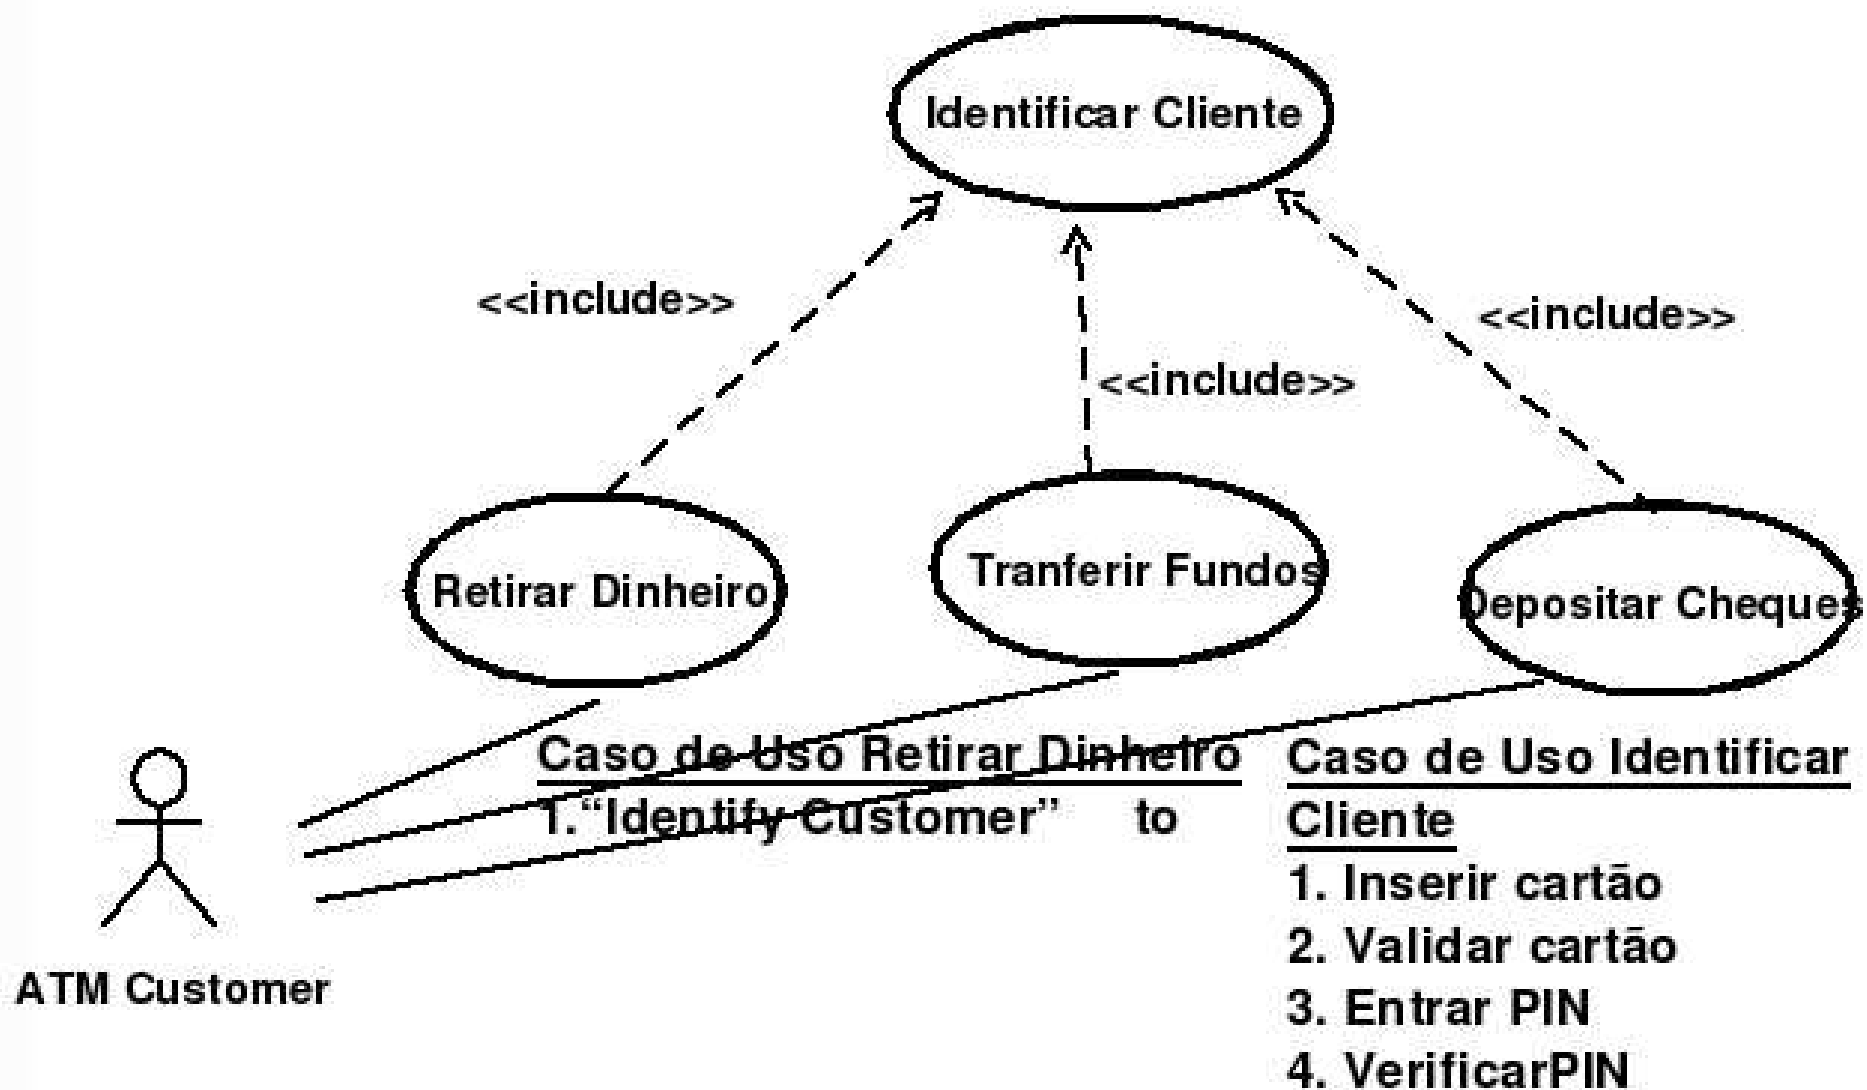 Identificar Cliente
<<include>>
<<include>>
<<include>>
Retirar Dinheiro
Tranferir Fundos
Depositar Cheques
Caso de Uso Retirar Dinheiro
1.“Identify Customer” to
Caso de Uso Identificar
Cliente
1. Inserir cartão
2. Validar cartão
3. Entrar PIN
4. VerificarPIN
ATM Customer